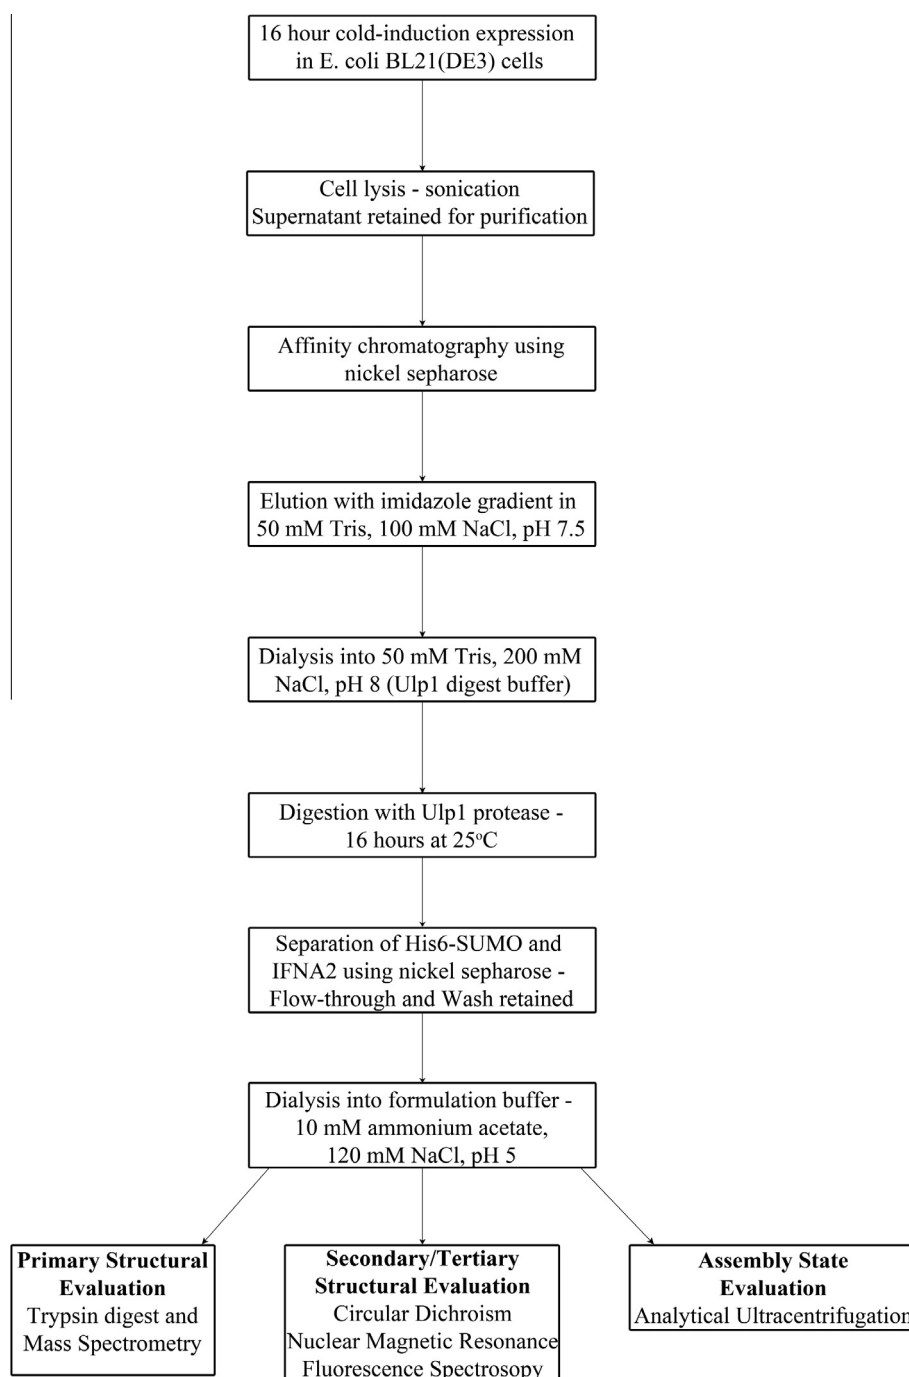 16 hour cold-induction expression
in E. coli BL21(DE3) cells
Cell lysis - sonication
Supernatant retained for purification
Affinity chromatography using
nickel sepharose
Elution with imidazole gradient in
50 mM Tris, 100 mM NaCl, pH 7.5
Dialysis into 50 mM Tris, 200 mM
NaCl, pH 8 (Ulp1 digest buffer)
Digestion with Ulp1 protease -
16 hours at 25°C
Separation of His6-SUMO and
IFNA2 using nickel sepharose -
Flow-through and Wash retained
Dialysis into formulation buffer -
10 mM ammonium acetate,
120 mM NaCl, pH 5
Primary Structural
Evaluation
Trypsin digest and
Mass Spectrometry
Secondary/Tertiary
Structural Evaluation
Circular Dichroism
Nuclear Magnetic Resonance
Fluorescence Spectrosopy
Assembly State
Evaluation
Analytical Ultracentrifugation